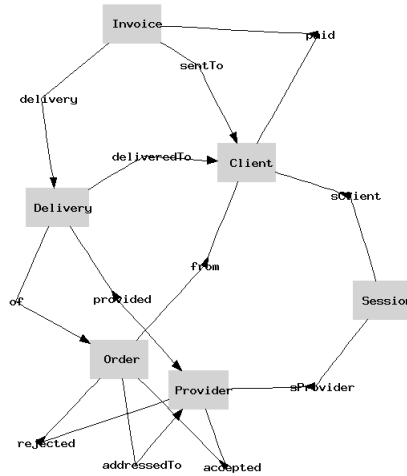 Invoice
paid
sentTo
delivery
deliveredTo
Client
sClient
Delivery
from
of
provided
Session
Order
Provider
sProvider
rejected
addressedTo
accepted